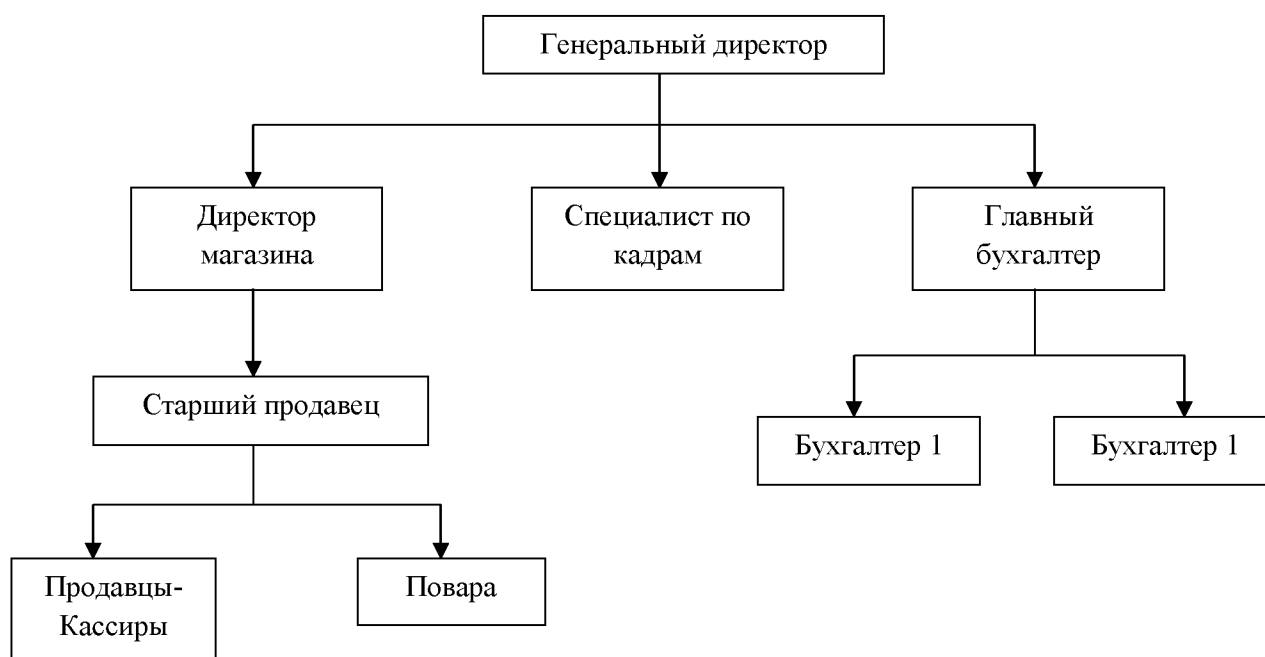 Генеральный директор
Директор
магазина
Специалист по
кадрам
Главный
бухгалтер
Старший продавец
Бухгалтер 1
Бухгалтер 1
Продавцы-
Кассиры
Повара